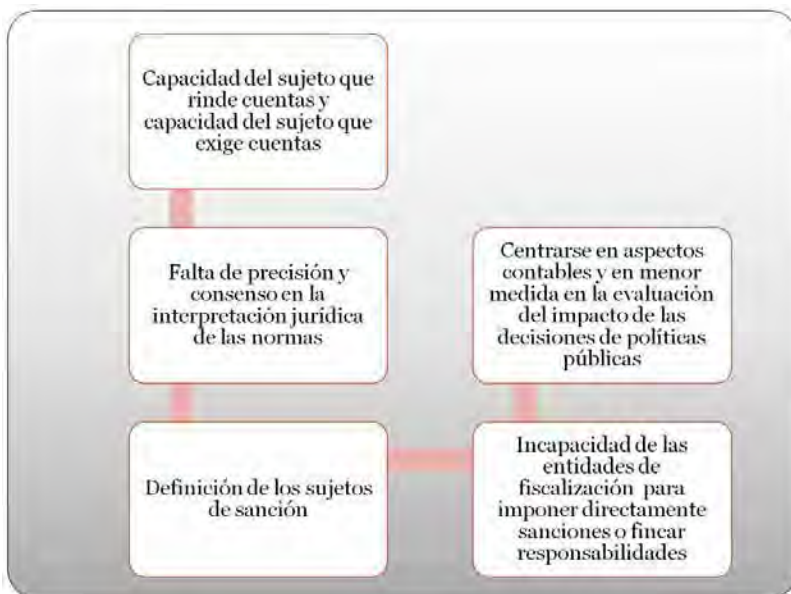 Capacidad del sujeto que
rinde cuentas y
capacidad del sujeto que
exige cuentas
Falta de precisión y
consenso en la
interpretación jurídica
de las normas
Definición de los sujetos
de sanción
Incapacidad de las
entidades de
fiscalización para
imponer directamente
sanciones o fincar
responsabilidades
Centrarse en aspectos
contables y en menor
medida en la evaluación
del impacto de las
decisiones de políticas
públicas